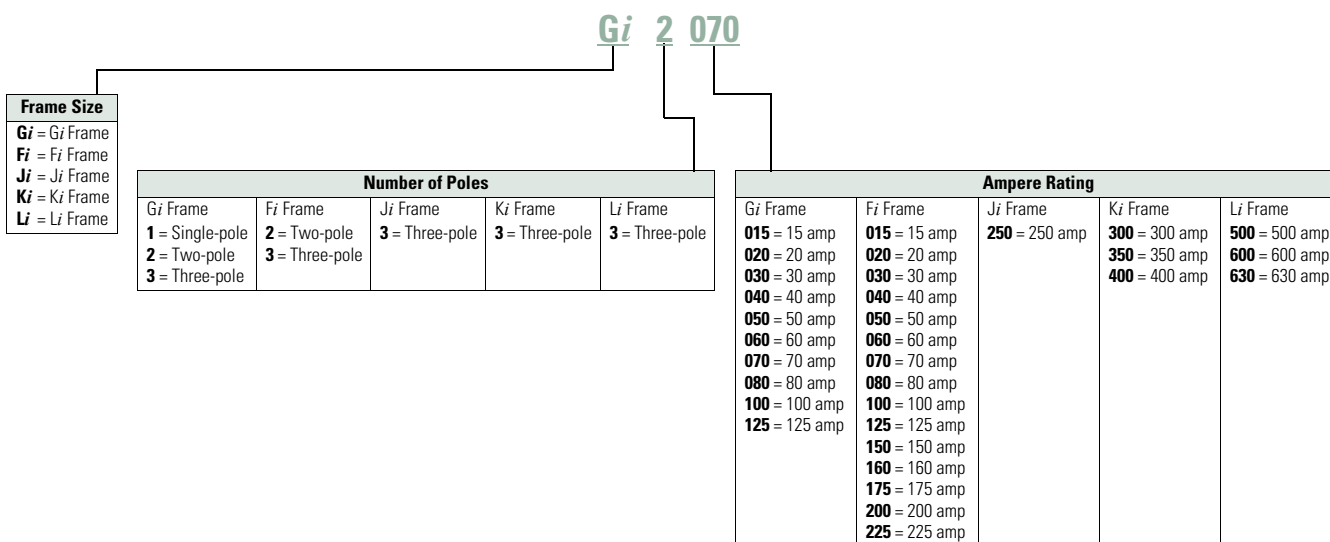 Gi 2 070
Frame Size
Gi = Gi Frame
Fi = Fi Frame
Ji = Ji Frame
Ki = Ki Frame
Li = Li Frame
Number of Poles
Gi Frame
1 = Single-pole
2 = Two-pole
3 = Three-pole
Fi Frame
2 = Two-pole
3 = Three-pole
Ji Frame
3 = Three-pole
Ki Frame
3 = Three-pole
Li Frame
3 = Three-pole
Ampere Rating
Gi Frame
015 = 15 amp
020 = 20 amp
030 = 30 amp
040 = 40 amp
050 = 50 amp
060 = 60 amp
070 = 70 amp
080 = 80 amp
100 = 100 amp
125 = 125 amp
Fi Frame
015 = 15 amp
020 = 20 amp
030 = 30 amp
040 = 40 amp
050 = 50 amp
060 = 60 amp
070 = 70 amp
080 = 80 amp
100 = 100 amp
125 = 125 amp
150 = 150 amp
160 = 160 amp
175 = 175 amp
200 = 200 amp
225 = 225 amp
Ji Frame
250 = 250 amp
Ki Frame
300 = 300 amp
350 = 350 amp
400 = 400 amp
Li Frame
500 = 500 amp
600 = 600 amp
630 = 630 amp